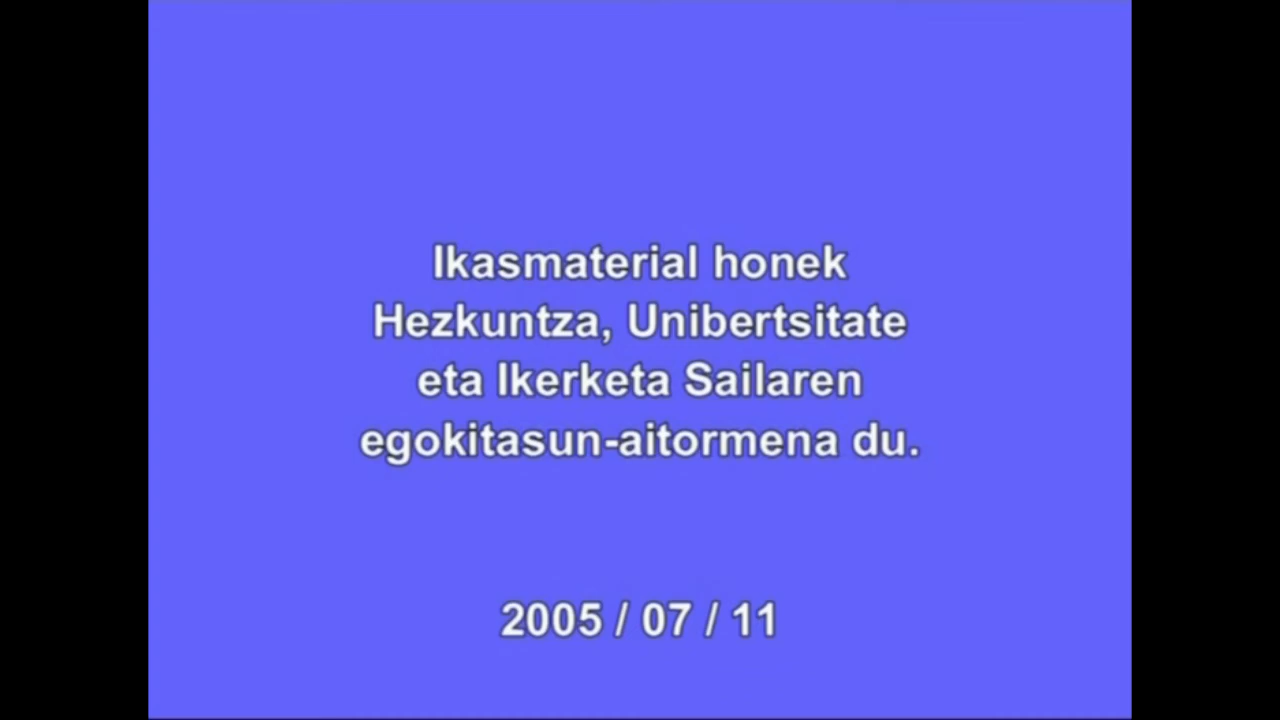 Ikasmaterial honek
Hezkuntza, Unibertsitate
eta Ikerketa Sailaren
egokitasun-aitormena du.
2005 / 07 / 11